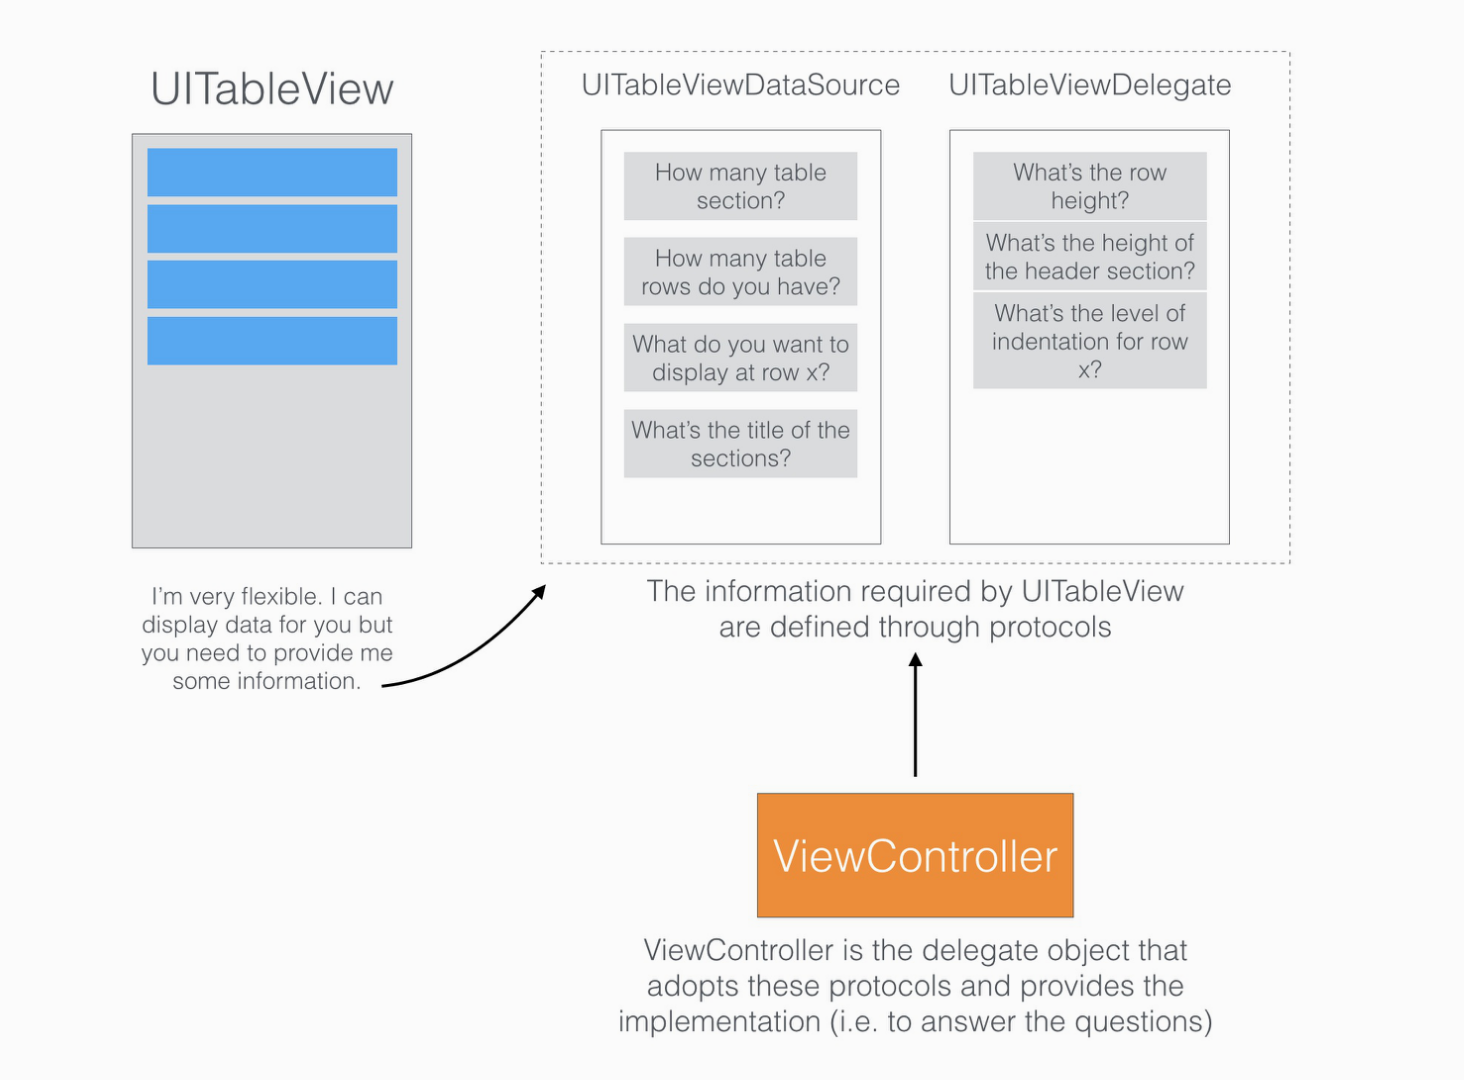 UITableView
I’m very flexible. I can
display data for you but
you need to provide me
some information.
UITableViewDataSource
How many table
section?
How many table
rows do you have?
What do you want to
display at row x?
What’s the title of the
sections?
UITableViewDelegate
What’s the row
height?
What’s the height of
the header section?
What’s the level of
indentation for row
x?
The information required by UITableView
are defined through protocols
ViewController
ViewController is the delegate object that
adopts these protocols and provides the
implementation (i.e. to answer the questions)